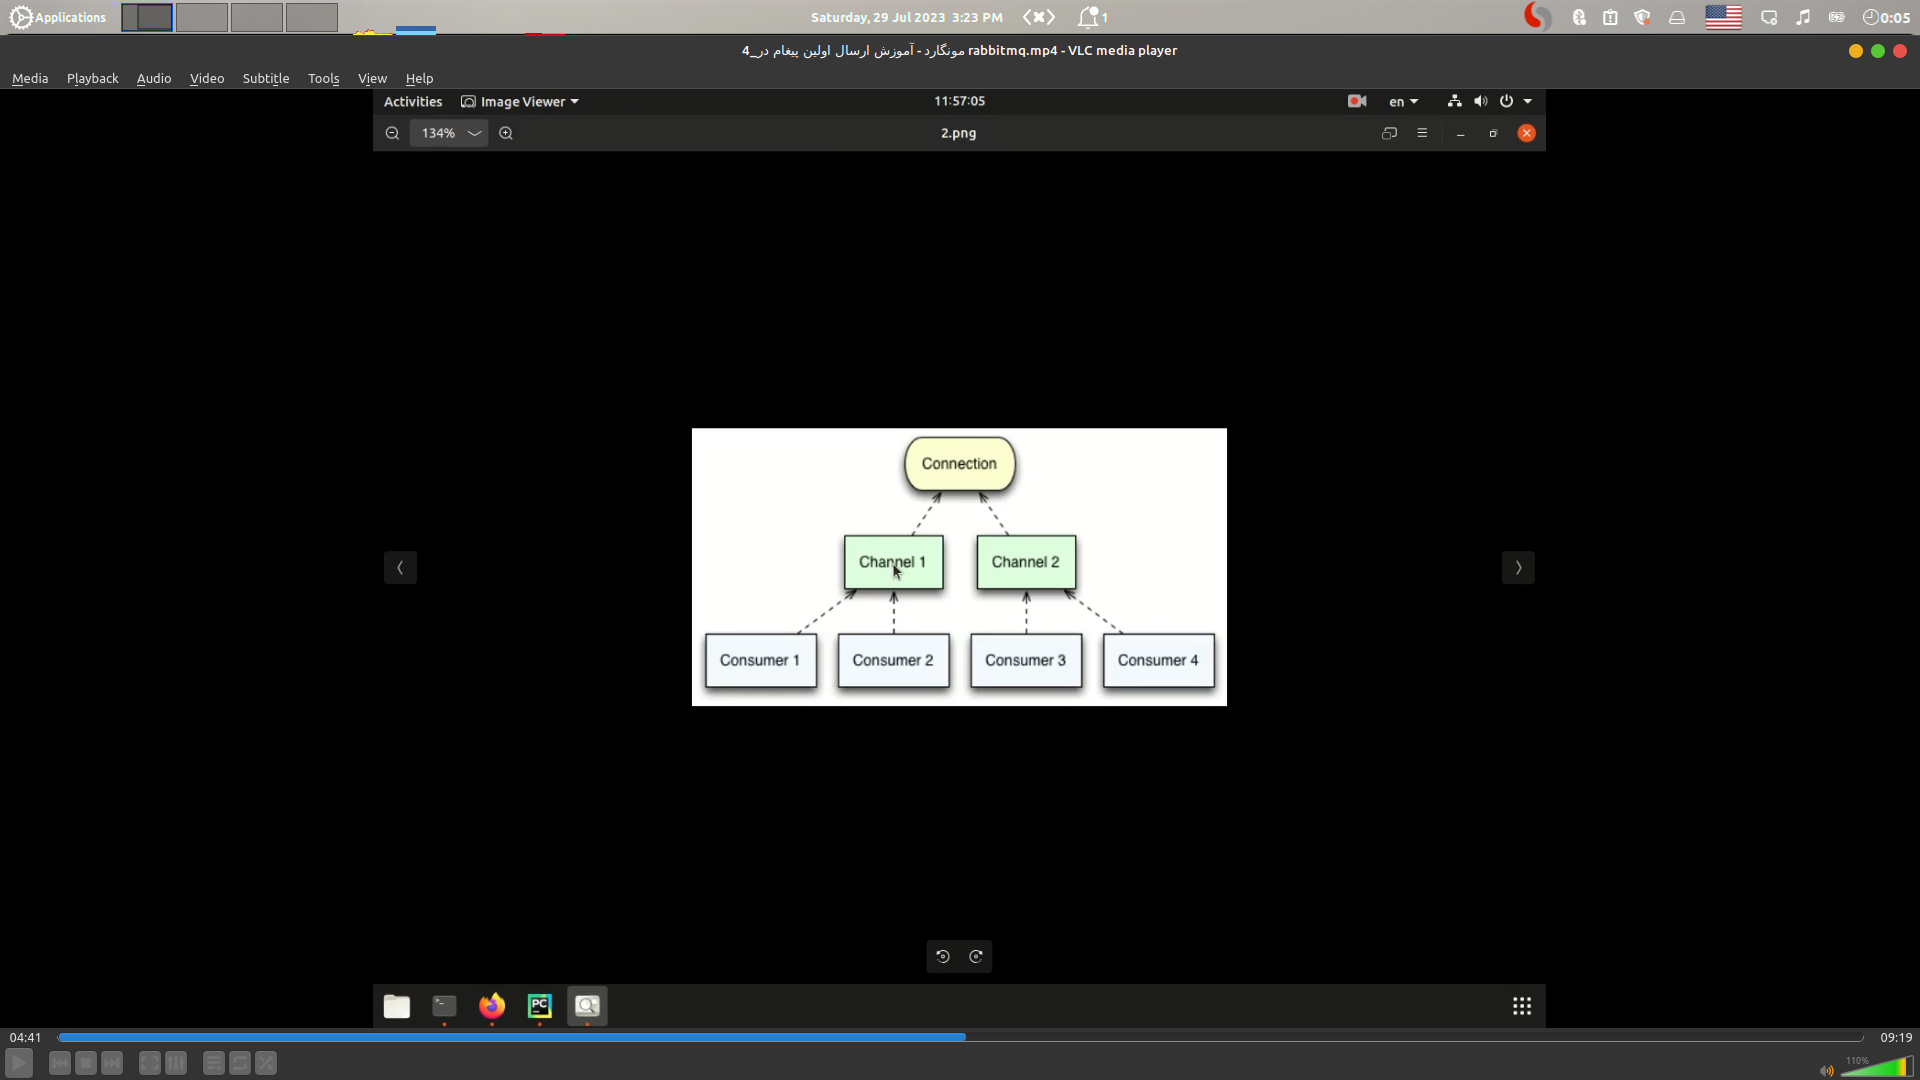 Applications
Saturday, 29 Jul 2023 3:23 PM
1
0:05
4_مونگارد - آموزش ارسال اولین پیغام در rabbitmq.mp4 - VLC media player
Media Playback Audio Video Subtitle Tools View Help
Activities Image Viewer 11:57:05 en
134% 2.png
Connection
Channel 1 Channel 2
Consumer 1 Consumer 2 Consumer 3 Consumer 4
PC
04:41 09:19
110%